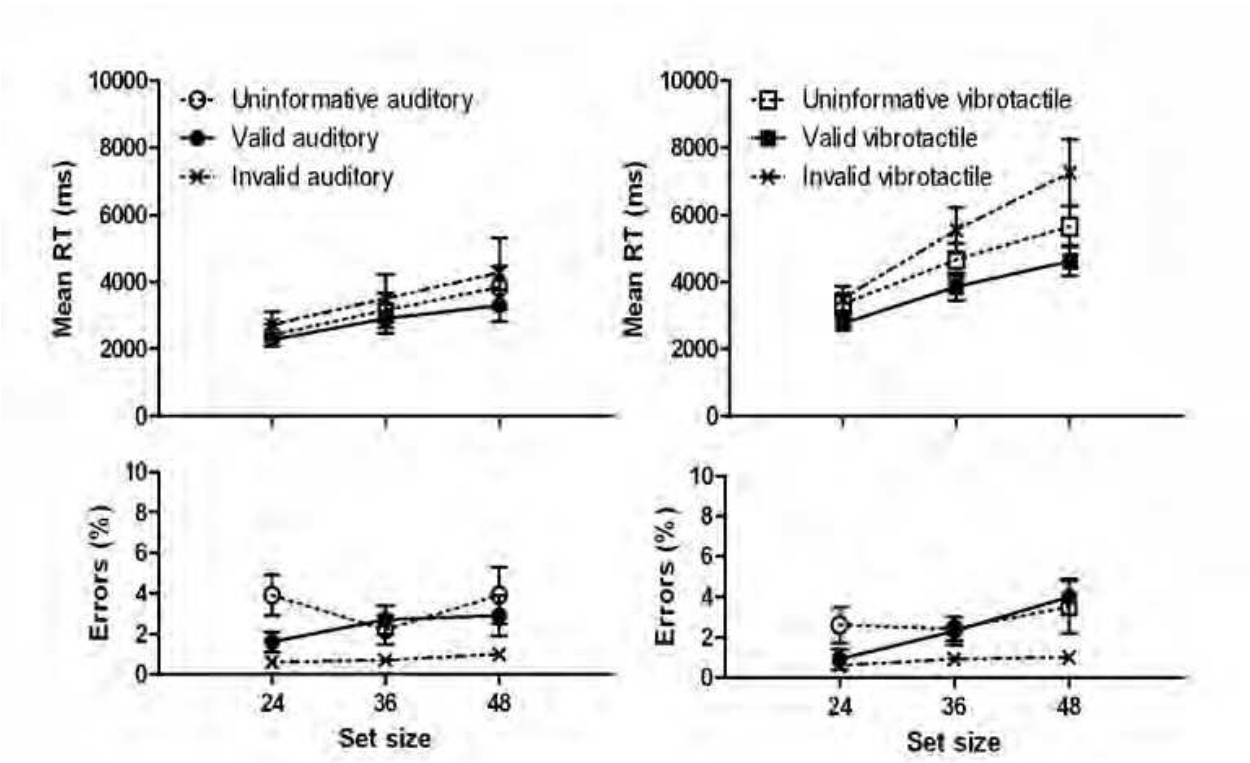 10000
8000
6000
4000
2000
0
Mean RT (ms)
Uninformative auditory
Valid auditory
Invalid auditory
10000
8000
6000
4000
2000
0
Mean RT (ms)
Uninformative vibrotactile
Valid vibrotactile
Invalid vibrotactile
10
8
6
4
2
0
Errors (%)
24 36 48
Set size
10
8
6
4
2
0
Errors (%)
24 36 48
Set size